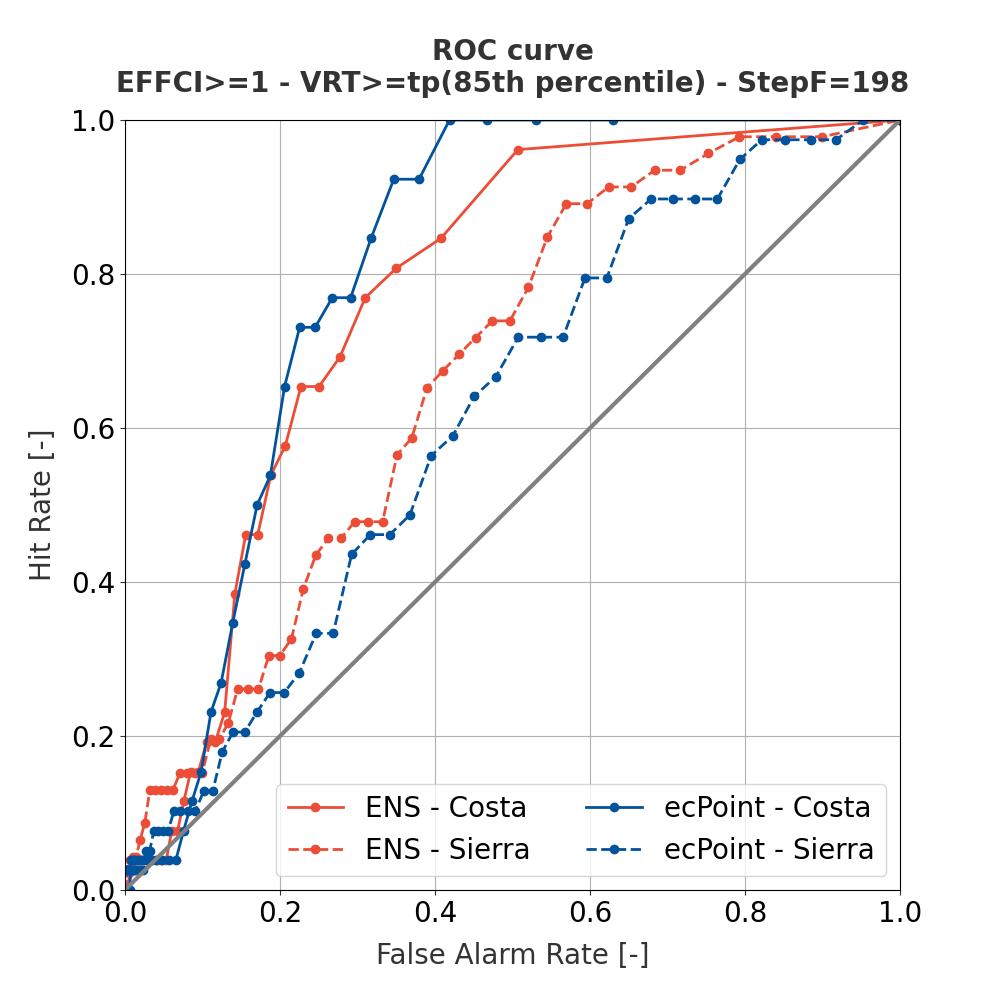 ROC curve
EFFCI>=1 - VRT>=tp(85th percentile) - StepF=198
1.0
0.8
0.6
0.4
0.2
0.0
Hit Rate [-]
ENS - Costa
ENS - Sierra
ecPoint - Costa
ecPoint - Sierra
0.0 0.2 0.4 0.6 0.8 1.0
False Alarm Rate [-]